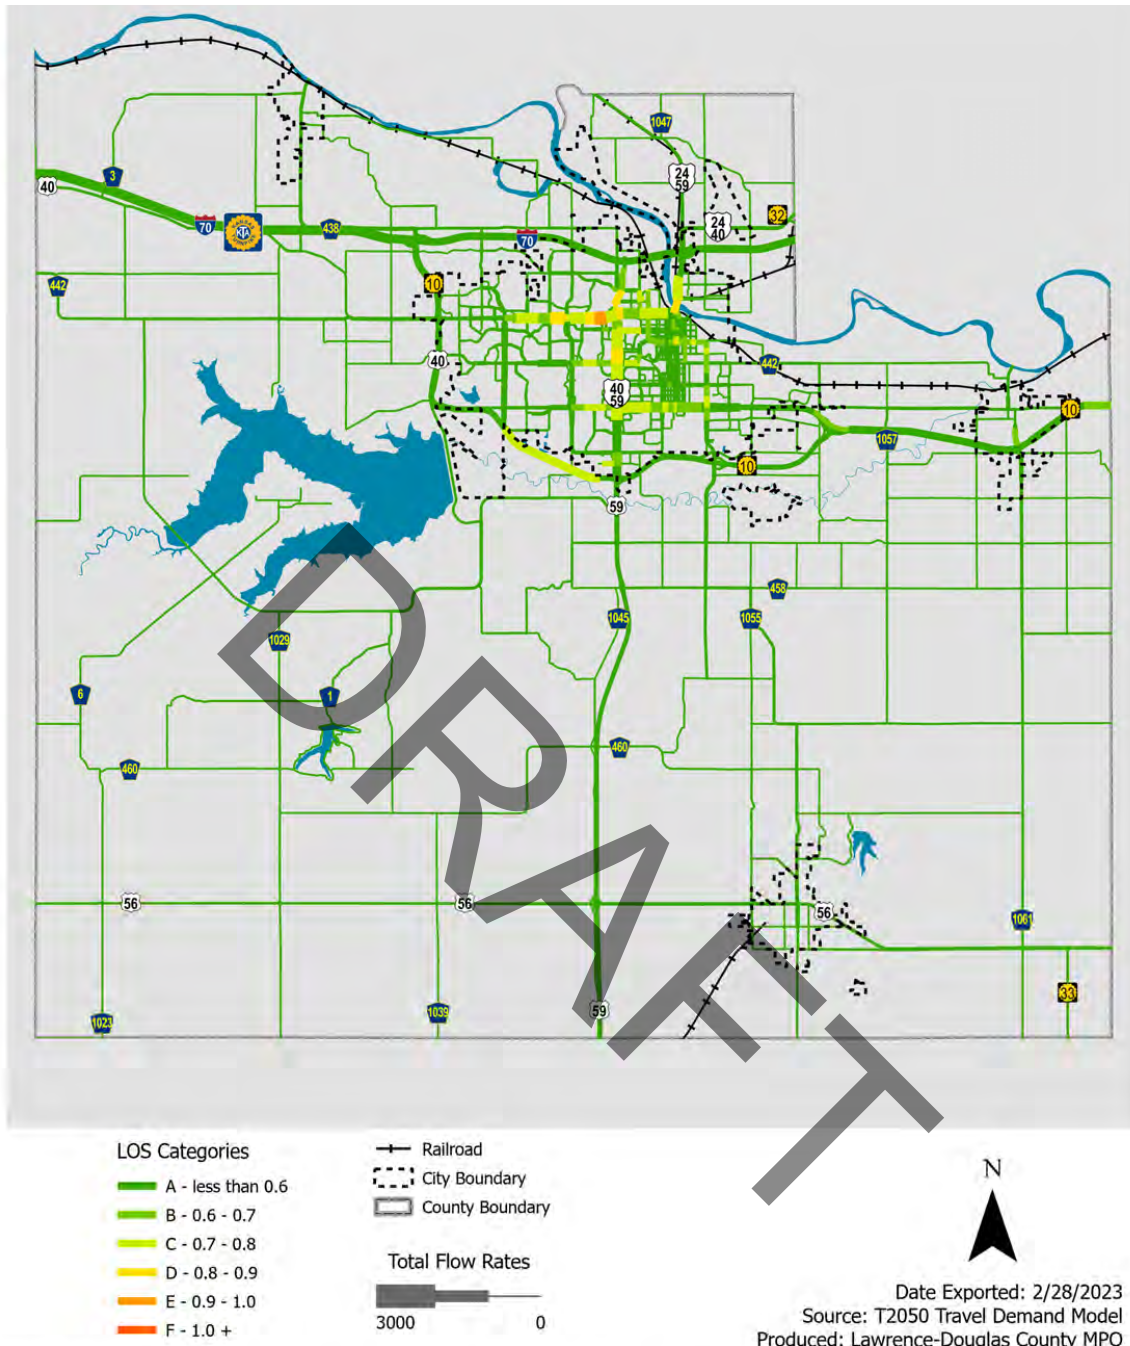 1047
24
59
3
40
32
24
40
70
KANSAS
KTA
TURNPIKE
438
70
10
442
40
442
40
59
10
1057
10
59
458
1045
1055
1029
6
1
460
460
56
56
56
1061
33
59
1023
1039
DRAFT
LOS Categories
A - less than 0.6
B - 0.6 - 0.7
C - 0.7 - 0.8
D - 0.8 - 0.9
E - 0.9 - 1.0
F - 1.0 +
Railroad
City Boundary
County Boundary
Total Flow Rates
3000 0
N
Date Exported: 2/28/2023
Source: T2050 Travel Demand Model
Produced: Lawrence-Douglas County MPO